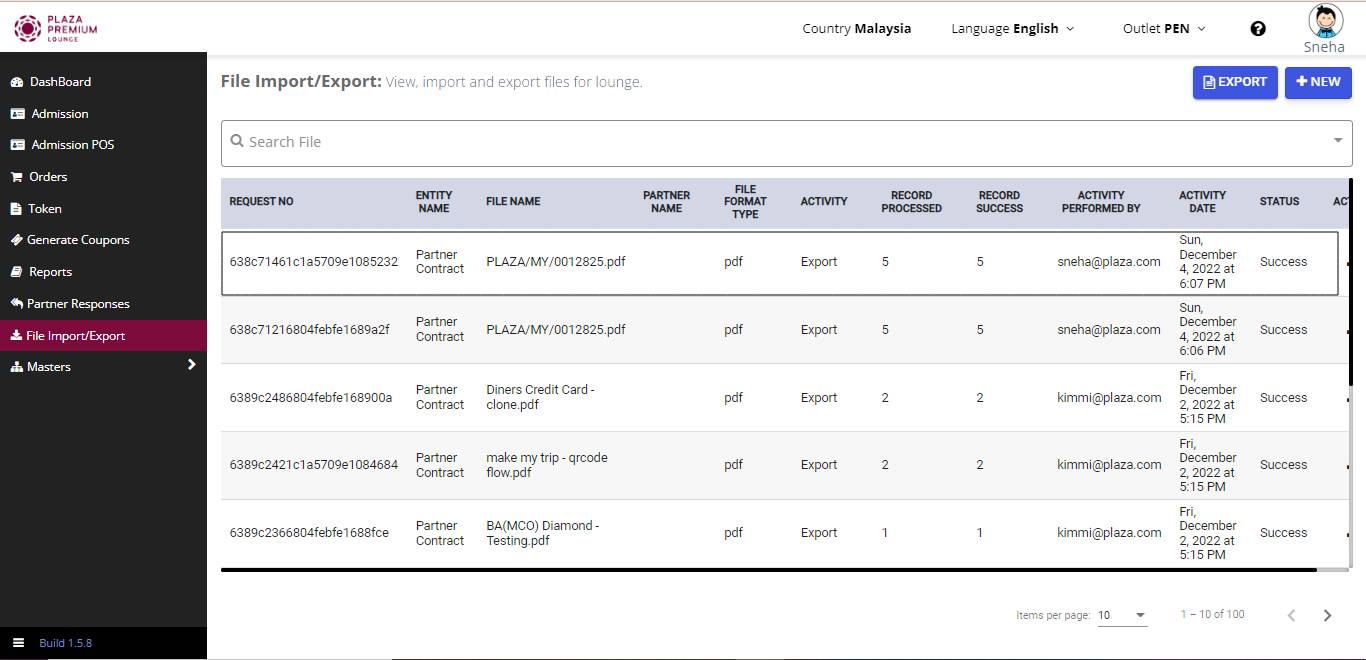 PLAZA
PREMIUM
LOUNGE
Country Malaysia
Language English
Outlet PEN
Sneha
DashBoard
Admission
Admission POS
Orders
Token
Generate Coupons
Reports
Partner Responses
File Import/Export
Masters
Build 1.5.8
File Import/Export: View, import and export files for lounge.
EXPORT
NEW
Search File
REQUEST NO
ENTITY
NAME
FILE NAME
PARTNER
NAME
FILE
FORMAT
TYPE
ACTIVITY
RECORD
PROCESSED
RECORD
SUCCESS
ACTIVITY
PERFORMED BY
ACTIVITY
DATE
STATUS
638c71461c1a5709e1085232
Partner
Contract
PLAZA/MY/0012825.pdf
pdf
Export
5
5
sneha@plaza.com
Sun,
December
4, 2022 at
6:07 PM
Success
638c71216804febfe1689a2f
Partner
Contract
PLAZA/MY/0012825.pdf
pdf
Export
5
5
sneha@plaza.com
Sun,
December
4, 2022 at
6:06 PM
Success
6389c2486804febfe168900a
Partner
Contract
Diners Credit Card -
clone.pdf
pdf
Export
2
2
kimmi@plaza.com
Fri,
December
2, 2022 at
5:15 PM
Success
6389c2421c1a5709e1084684
Partner
Contract
make my trip - qrcode
flow.pdf
pdf
Export
2
2
kimmi@plaza.com
Fri,
December
2, 2022 at
5:15 PM
Success
6389c2366804febfe1688fce
Partner
Contract
BA(MCO) Diamond -
Testing.pdf
pdf
Export
1
1
kimmi@plaza.com
Fri,
December
2, 2022 at
5:15 PM
Success
Items per page: 10
1 – 10 of 100